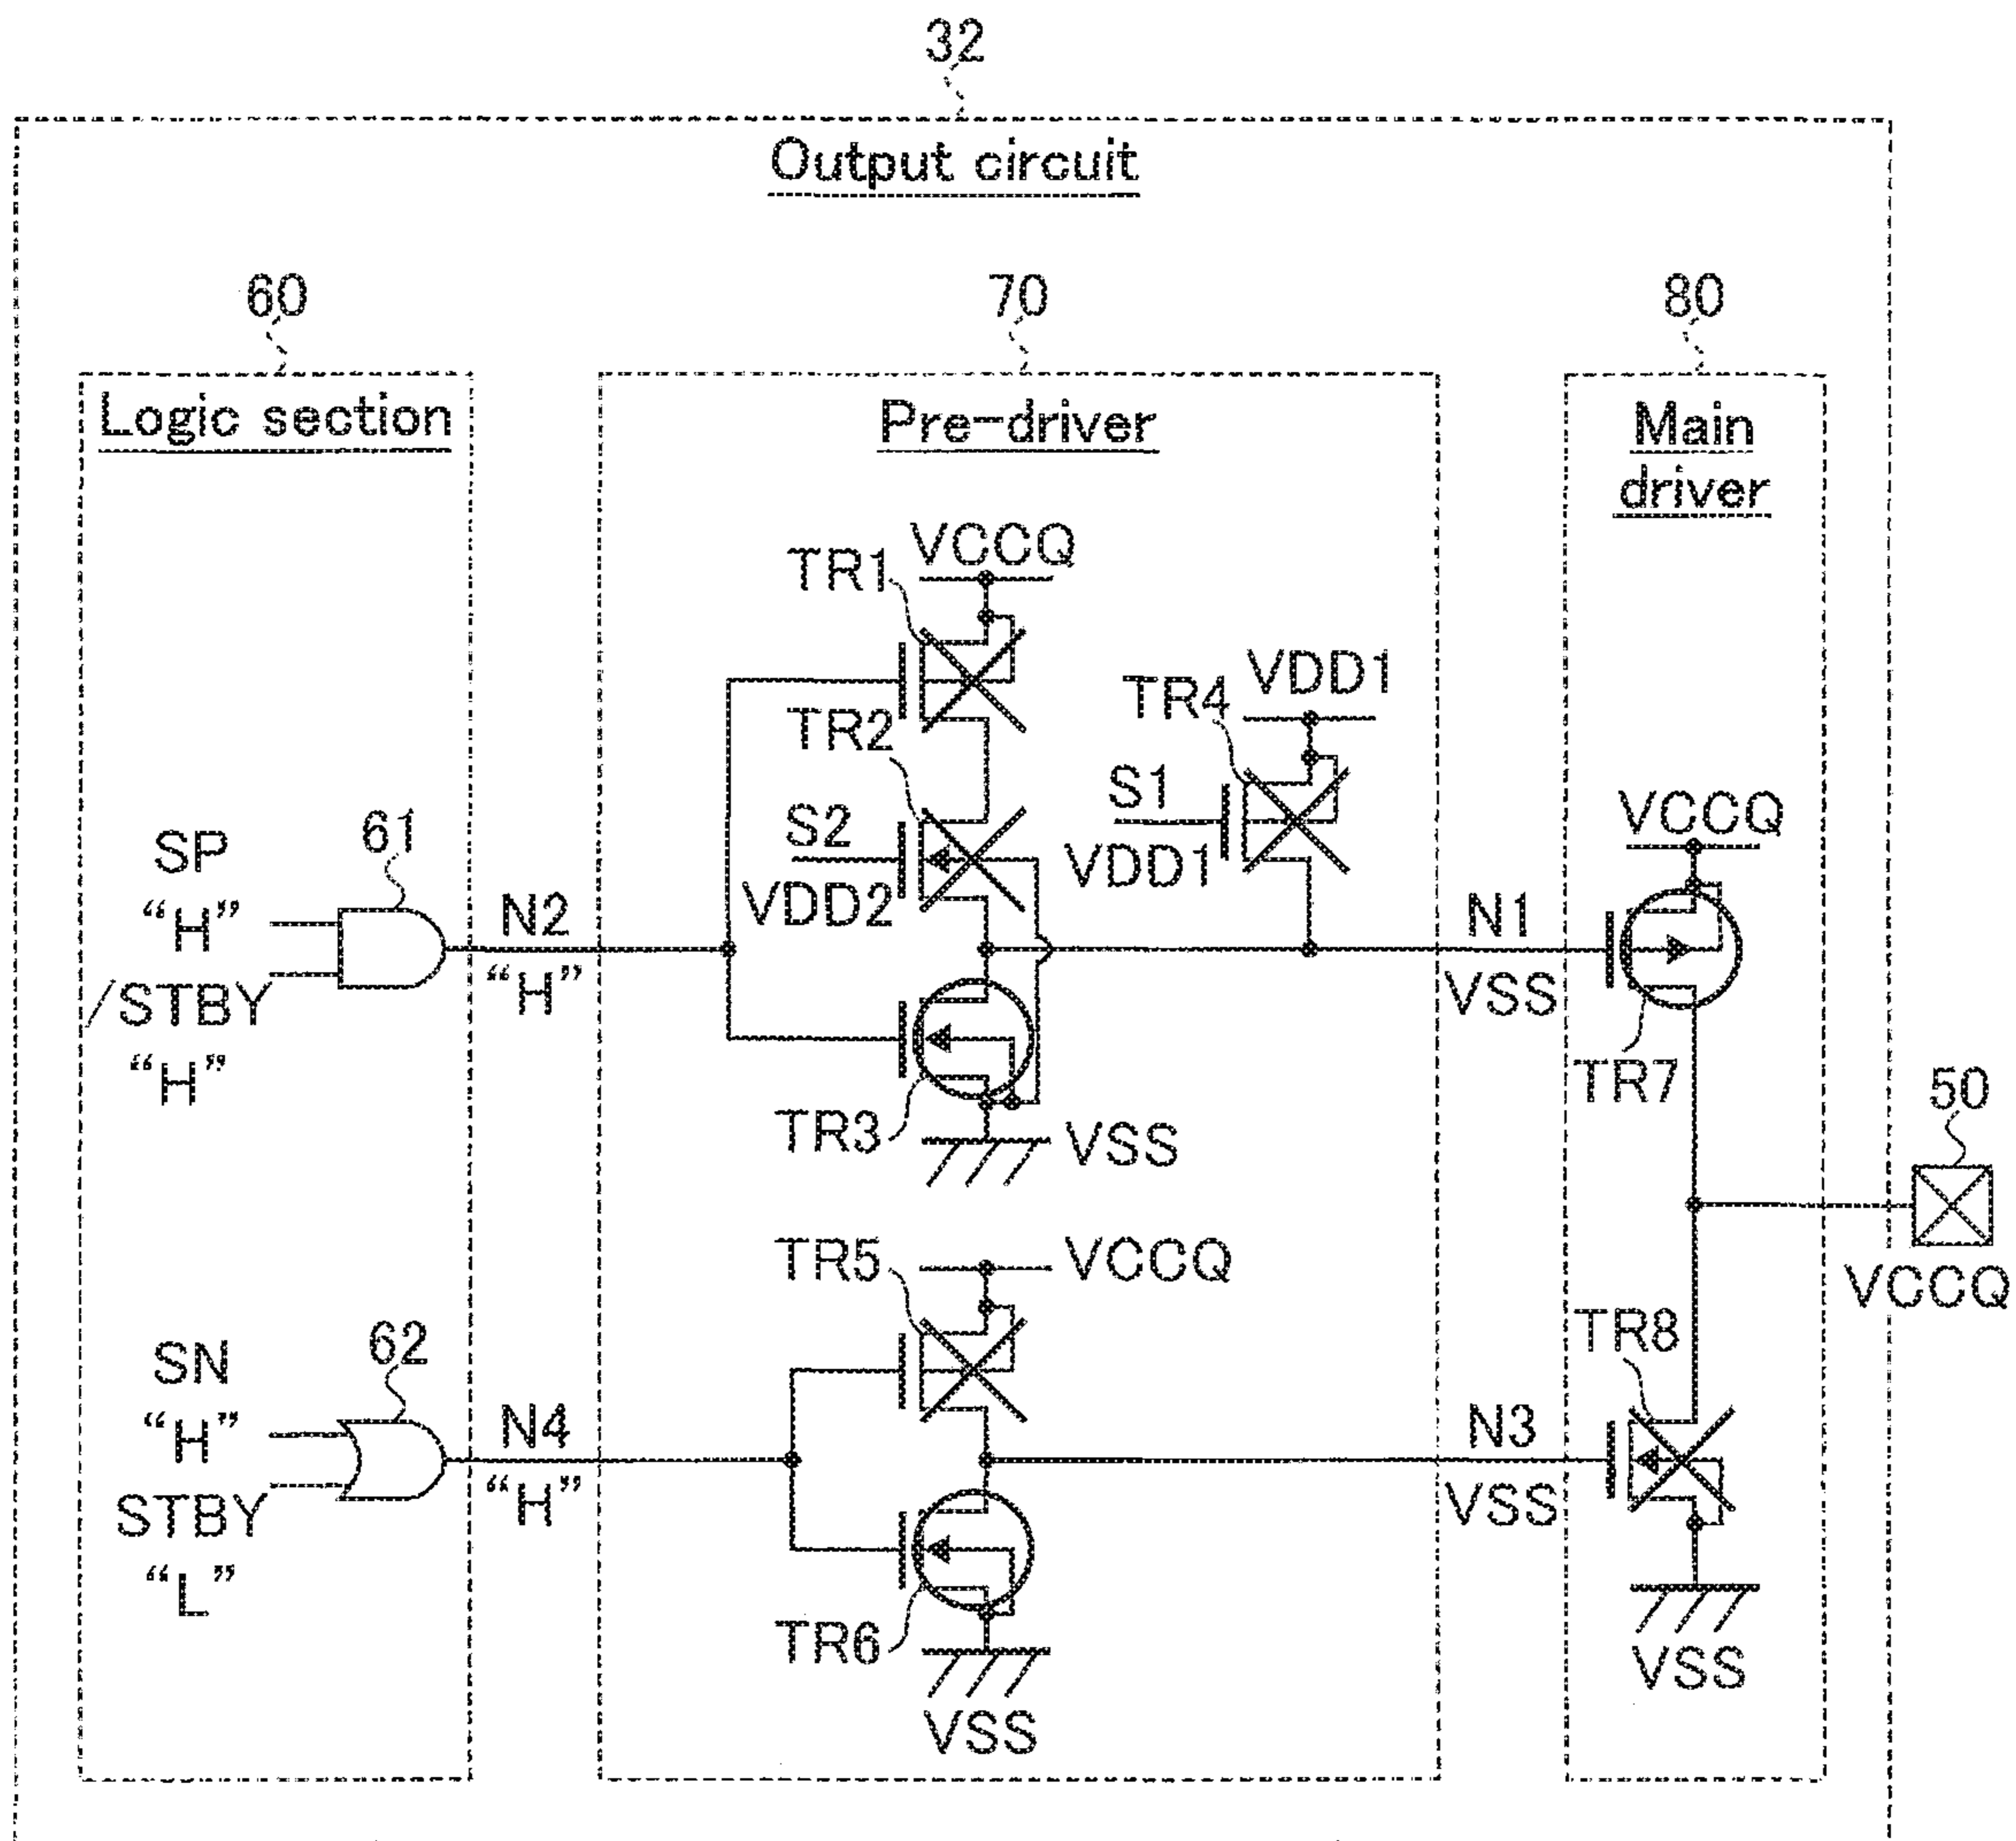 32
Output circuit
60
70
80
Logic section
Pre-driver
Main
driver
VCCQ
TR1
VDD1
TR4
TR2
S1
VDD1
S2
VDD2
VCCQ
SP
"H"
61
/STBY
"H"
N2
"H"
N1
VSS
TR7
TR3
VSS
50
VCCQ
TR5
VCCQ
TR8
SN
"H"
62
STBY
"L"
N4
"H"
N3
VSS
TR6
VSS
VSS